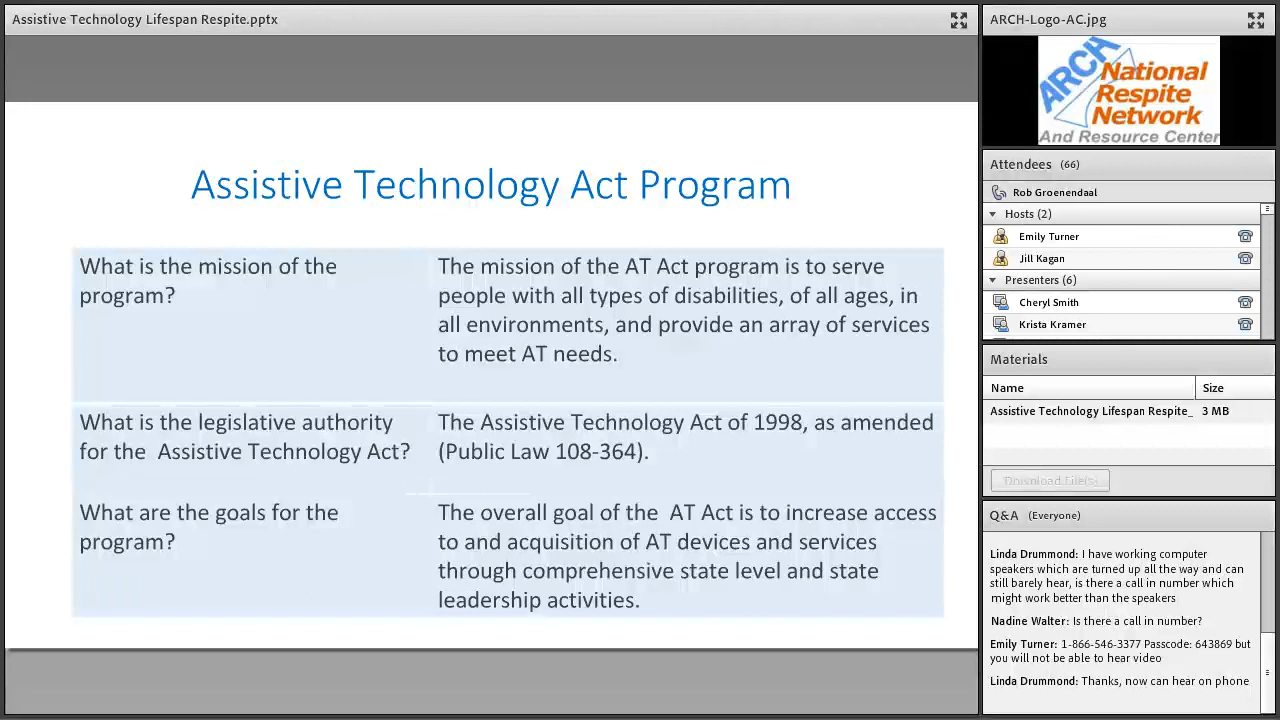 Assistive Technology Lifespan Respite.pptx
Assistive Technology Act Program
What is the mission of the
program?
The mission of the AT Act program is to serve
people with all types of disabilities, of all ages, in
all environments, and provide an array of services
to meet AT needs.
What is the legislative authority
for the  Assistive Technology Act?
The Assistive Technology Act of 1998, as amended
(Public Law 108-364).
What are the goals for the
program?
The overall goal of the  AT Act is to increase access
to and acquisition of AT devices and services
through comprehensive state level and state
leadership activities.
ARCH-Logo-AC.jpg
ARCH
National
Respite
Network
And Resource Center
Attendees (66)
Rob Groenendaal
Hosts (2)
Emily Turner
Jill Kagan
Presenters (6)
Cheryl Smith
Krista Kramer
Materials
Name Size
Assistive Technology Lifespan Respite_ 3 MB
Download File(s)
Q&A (Everyone)
Linda Drummond: I have working computer
speakers which are turned up all the way and can
still barely hear, is there a call in number which
might work better than the speakers
Nadine Walter: Is there a call in number?
Emily Turner: 1-866-546-3377 Passcode: 643869 but
you will not be able to hear video
Linda Drummond: Thanks, now can hear on phone